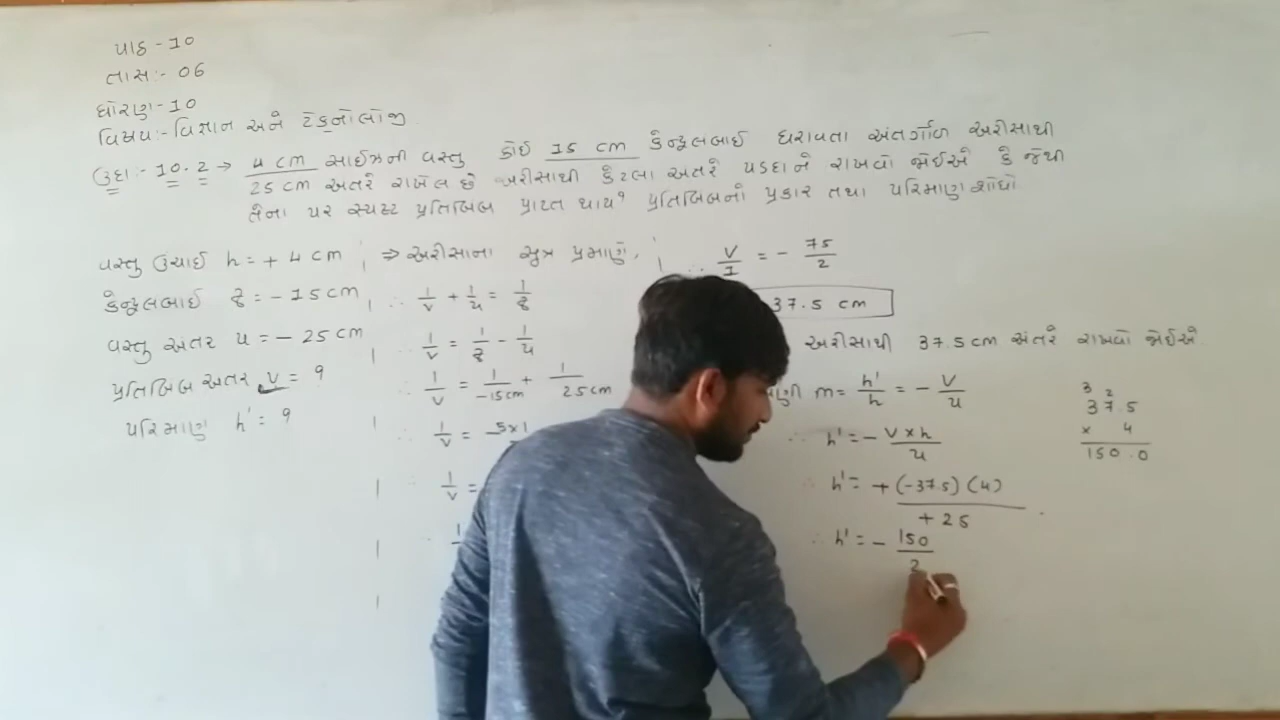 પાઠ - 10
તાસ:- 06
ધોરણ - 10
વિષય:- વિજ્ઞાન અને ટેક્નોલોજી
ઉદા:- 10.2 → 4 cm સાઈઝની વસ્તુ કોઈ 15 cm કેન્દ્રલંબાઈ ધરાવતા અંતર્ગોળ અરીસાથી
25 cm અંતરે રાખેલ છે અરીસાથી કેટલા અંતરે પડદાને રાખવો જોઈએ કે જેથી
તેના પર સ્પષ્ટ પ્રતિબિંબ પ્રાપ્ત થાય? પ્રતિબિંબનો પ્રકાર તથા પરિમાણ શોધો
વસ્તુ ઉંચાઈ h = + 4 cm
કેન્દ્રલંબાઈ f = - 15 cm
વસ્તુ અંતર u = - 25 cm
પ્રતિબિંબ અંતર v = ?
પરિમાણ h' = ?
⇒ અરીસાના સૂત્ર પ્રમાણે,
∴ 1/v + 1/u = 1/f
∴ 1/v = 1/f - 1/u
∴ 1/v = 1/-15cm + 1/25cm
∴ 1/v = -5×1
∴ 1/v =
∴ v/1 = - 75/2
37.5 cm
અરીસાથી 37.5 cm અંતરે રાખવો જોઈએ.
m = h'/h = - v/u
∴ h' = - v×h/u
∴ h' = + (-37.5) (4)/+ 25
∴ h' = - 150/2
3 2
37.5
× 4
150.0